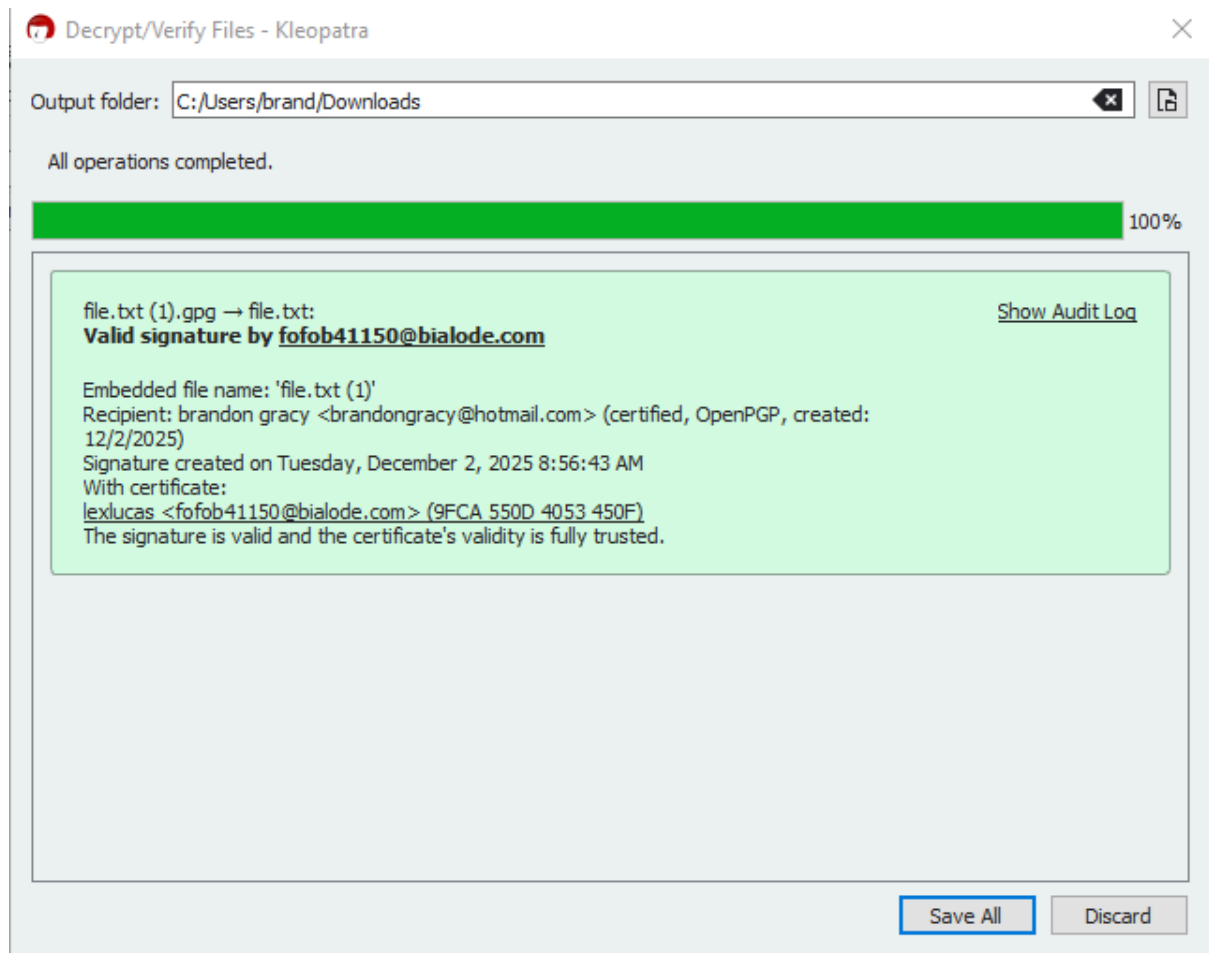 Decrypt/Verify Files - Kleopatra
Output folder: C:/Users/brand/Downloads
All operations completed.
100%
file.txt (1).gpg → file.txt:
Show Audit Log
Valid signature by fofob41150@bialode.com
Embedded file name: 'file.txt (1)'
Recipient: brandon gracy <brandongracy@hotmail.com> (certified, OpenPGP, created:
12/2/2025)
Signature created on Tuesday, December 2, 2025 8:56:43 AM
With certificate:
lexlucas <fofob41150@bialode.com> (9FCA 550D 4053 450F)
The signature is valid and the certificate's validity is fully trusted.
Save All
Discard